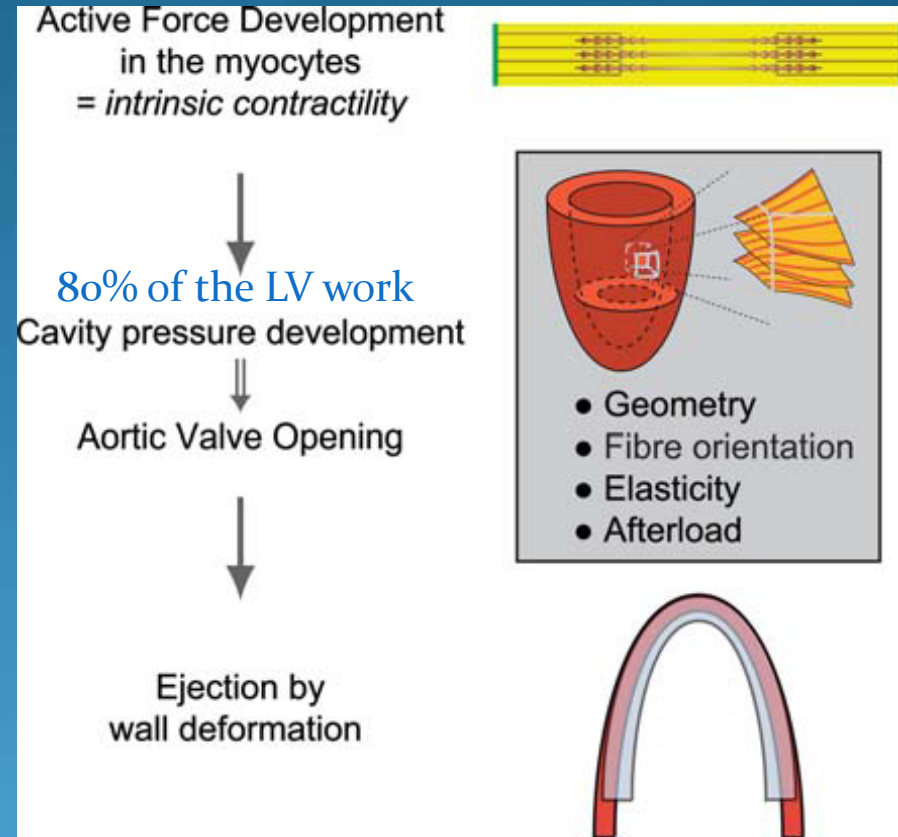 Active Force Development
in the myocytes
= intrinsic contractility
80% of the LV work
Cavity pressure development
Aortic Valve Opening
● Geometry
● Fibre orientation
● Elasticity
● Afterload
Ejection by
wall deformation